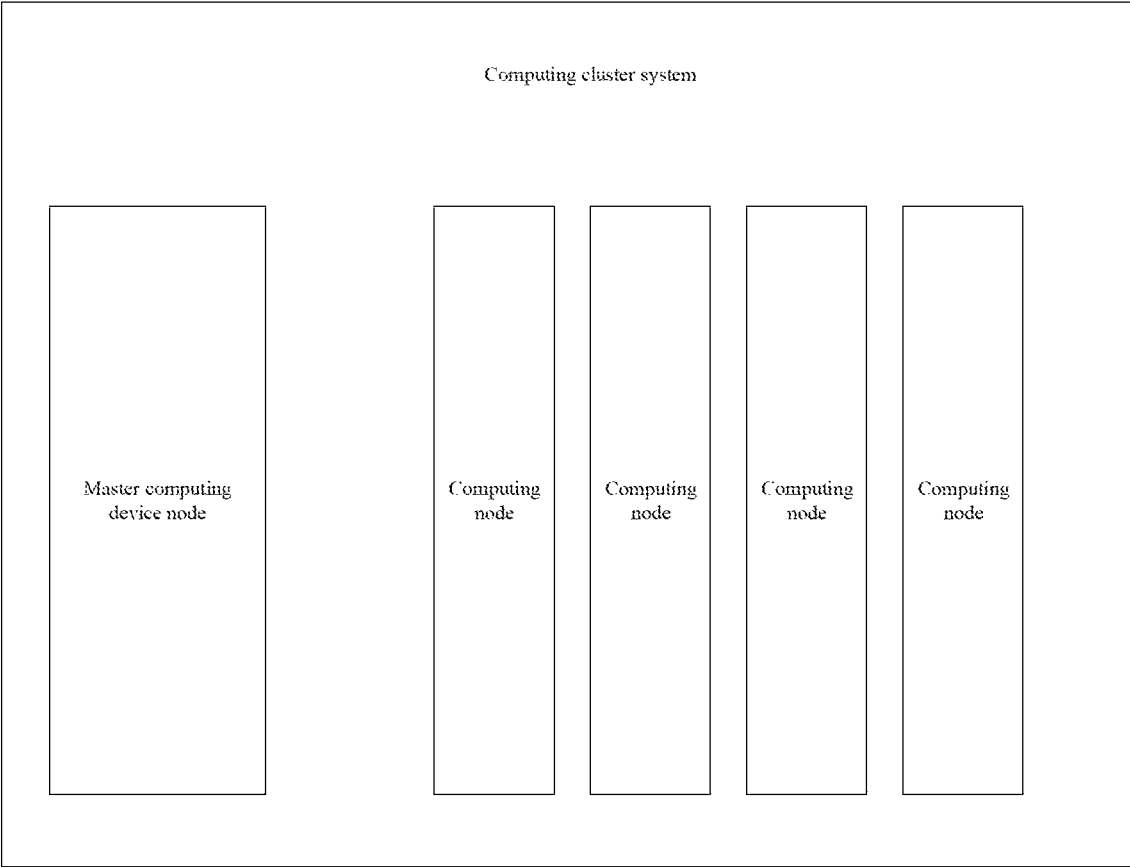 Computing cluster system
Master computing
device node
Computing
node
Computing
node
Computing
node
Computing
node